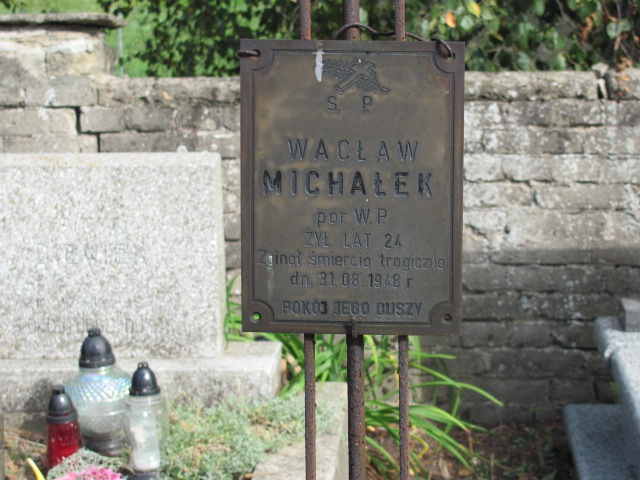 Ś. P.
WACŁAW
MICHAŁEK
por W.P.
ŻYŁ LAT 24
Zginął śmiercią tragiczną
dn. 31.08.1948 r
POKÓJ JEGO DUSZY